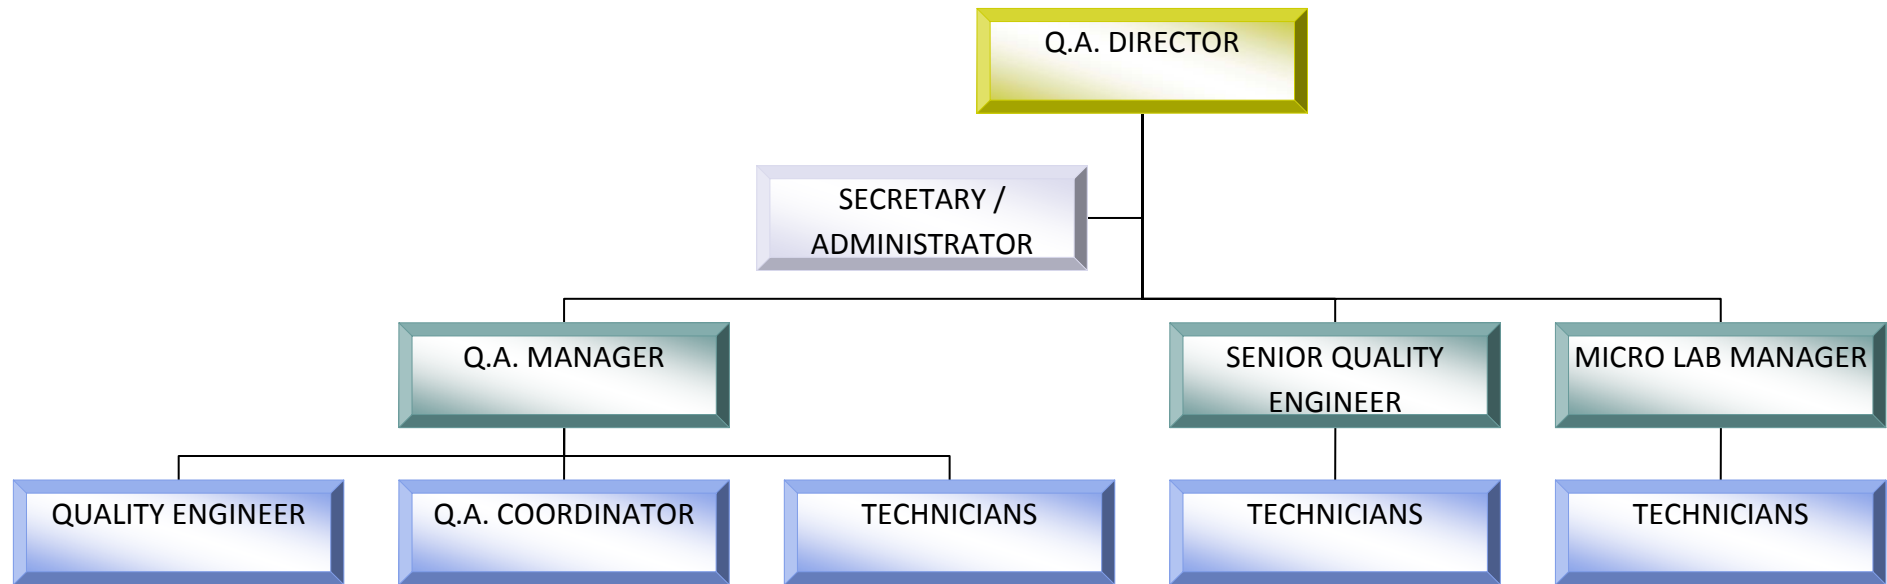 Q.A. DIRECTOR
SECRETARY /
ADMINISTRATOR
Q.A. MANAGER
SENIOR QUALITY
ENGINEER
MICRO LAB MANAGER
QUALITY ENGINEER
Q.A. COORDINATOR
TECHNICIANS
TECHNICIANS
TECHNICIANS